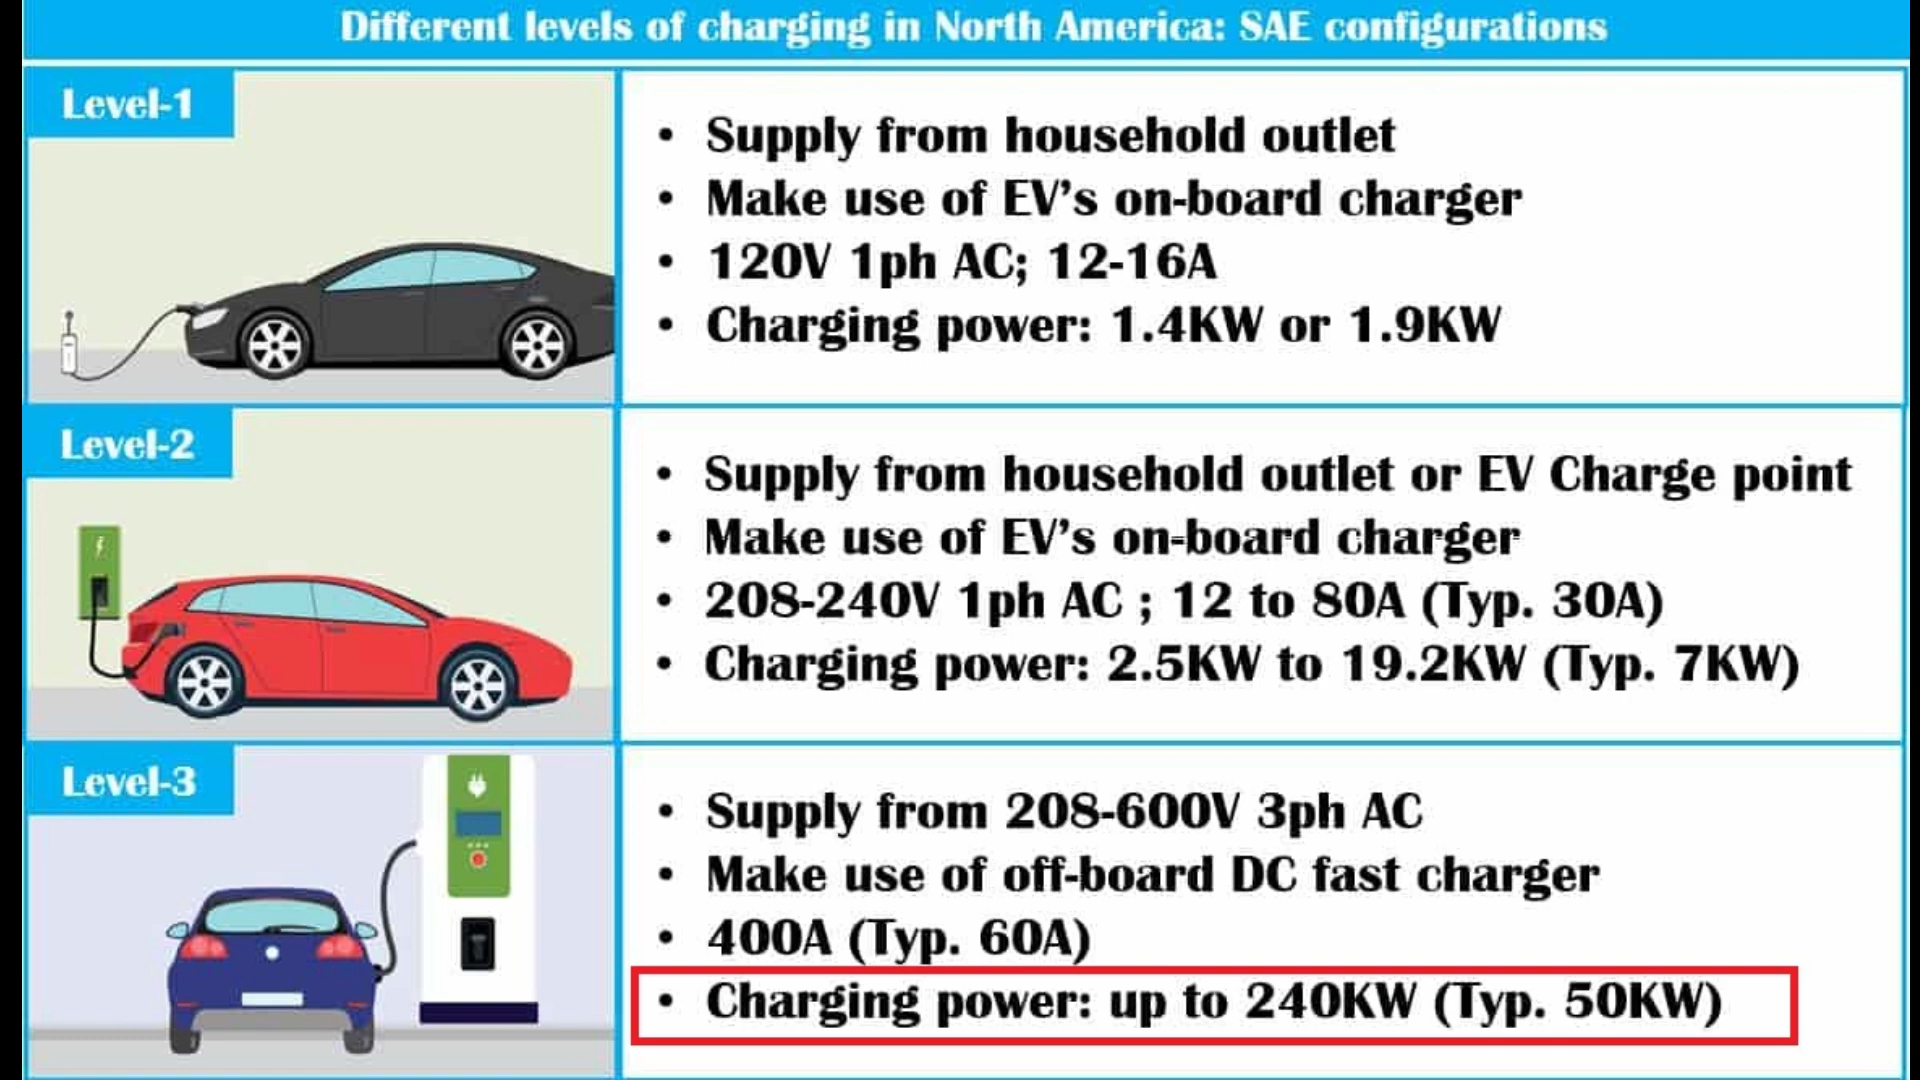 Different levels of charging in North America: SAE configurations
Level-1
• Supply from household outlet
• Make use of EV's on-board charger
• 120V 1ph AC; 12-16A
• Charging power: 1.4KW or 1.9KW
Level-2
• Supply from household outlet or EV Charge point
• Make use of EV's on-board charger
• 208-240V 1ph AC ; 12 to 80A (Typ. 30A)
• Charging power: 2.5KW to 19.2KW (Typ. 7KW)
Level-3
• Supply from 208-600V 3ph AC
• Make use of off-board DC fast charger
• 400A (Typ. 60A)
• Charging power: up to 240KW (Typ. 50KW)